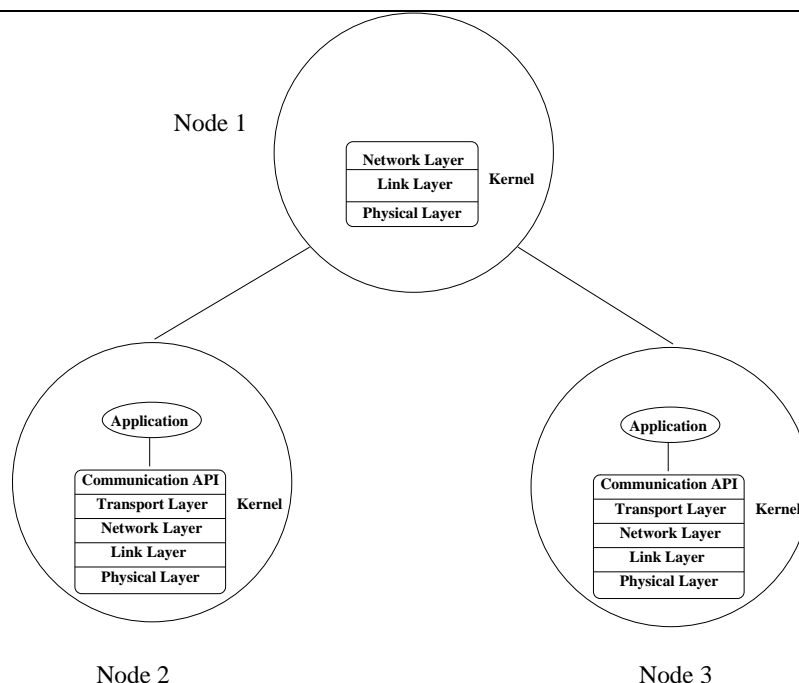 Node 1
Network Layer
Link Layer
Physical Layer
Kernel
Application
Communication API
Transport Layer
Network Layer
Link Layer
Physical Layer
Kernel
Node 2
Application
Communication API
Transport Layer
Network Layer
Link Layer
Physical Layer
Kernel
Node 3